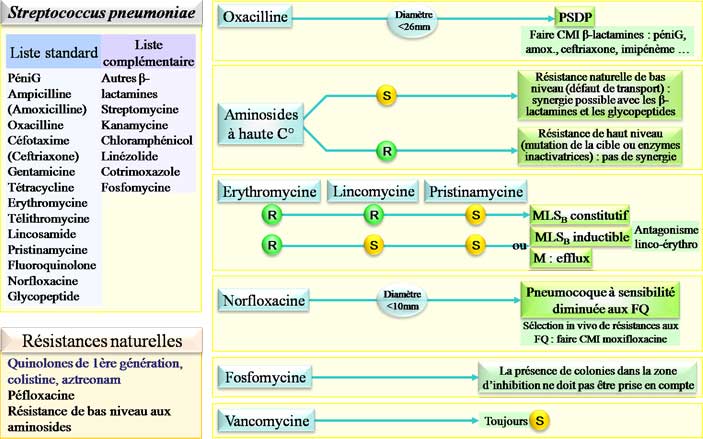 Streptococcus pneumoniae
Liste standard
PéniG
Ampicilline
(Amoxicilline)
Oxacilline
Céfotaxime
(Ceftriaxone)
Gentamicine
Tétracycline
Erythromycine
Télithromycine
Lincosamide
Pristinamycine
Fluoroquinolone
Norfloxacine
Glycopeptide
Liste
complémentaire
Autres β-
lactamines
Streptomycine
Kanamycine
Chloramphénicol
Linézolide
Cotrimoxazole
Fosfomycine
Résistances naturelles
Quinolones de 1ère génération,
colistine, aztreonam
Péfloxacine
Résistance de bas niveau aux
aminosides
Oxacilline
Diamètre
<26mm
PSDP
Faire CMI β-lactamines : péniG,
amox., ceftriaxone, imipénème …
Aminosides
à haute C°
S
Résistance naturelle de bas
niveau (défaut de transport) :
synergie possible avec les β-
lactamines et les glycopeptides
R
Résistance de haut niveau
(mutation de la cible ou enzymes
inactivatrices) : pas de synergie
Erythromycine Lincomycine Pristinamycine
R R S MLSB constitutif
R S S ou MLSB inductible
M : efflux
Antagonisme
linco-érythro
Norfloxacine
Diamètre
<10mm
Pneumocoque à sensibilité
diminuée aux FQ
Sélection in vivo de résistances aux
FQ : faire CMI moxifloxacine
Fosfomycine
La présence de colonies dans la zone
d'inhibition ne doit pas être prise en compte
Vancomycine
Toujours S